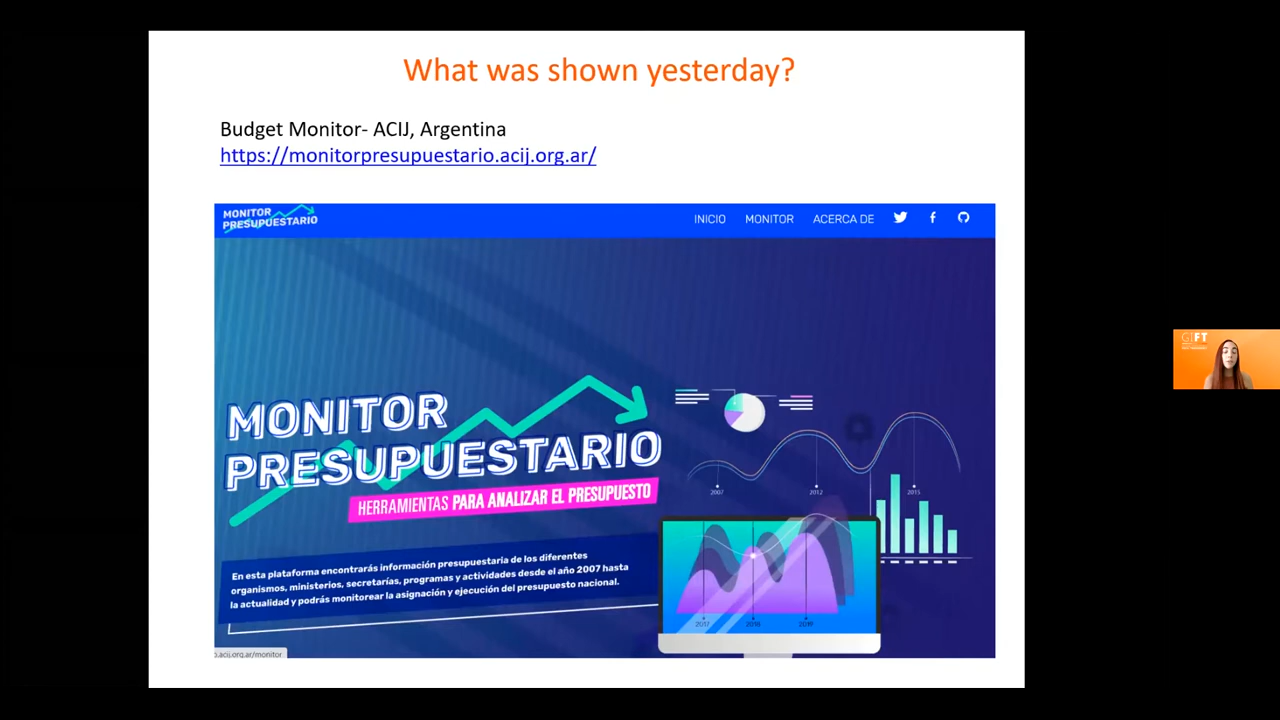 What was shown yesterday?
Budget Monitor- ACIJ, Argentina
https://monitorpresupuestario.acij.org.ar/
MONITOR
PRESUPUESTARIO
INICIO MONITOR ACERCA DE
MONITOR
PRESUPUESTARIO
HERRAMIENTAS PARA ANALIZAR EL PRESUPUESTO
En esta plataforma encontrarás información presupuestaria de los diferentes
organismos, ministerios, secretarías, programas y actividades desde el año 2007 hasta
la actualidad y podrás monitorear la asignación y ejecución del presupuesto nacional.
2007 2012 2015
2017 2019
o.acij.org.ar/monitor
GIFT